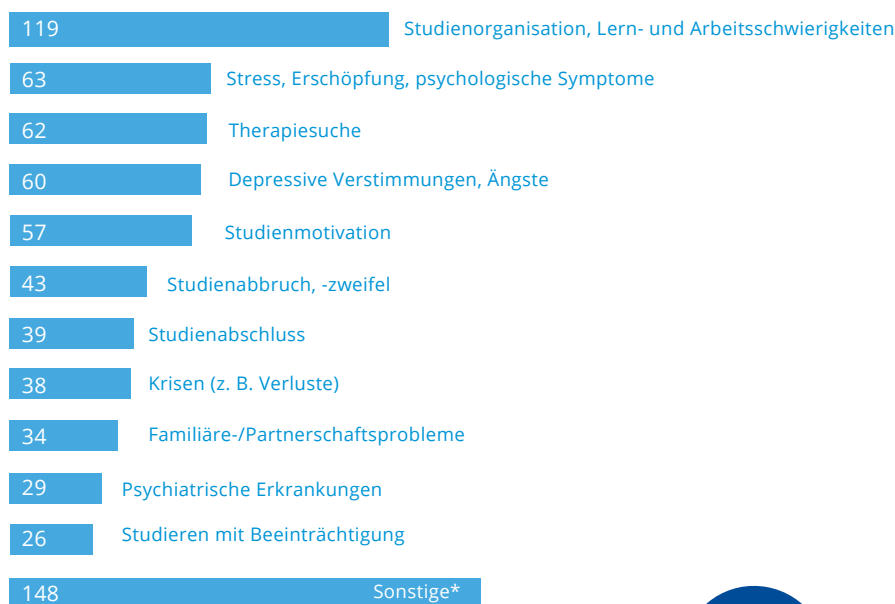 119 Studienorganisation, Lern- und Arbeitsschwierigkeiten
63 Stress, Erschöpfung, psychologische Symptome
62 Therapiesuche
60 Depressive Verstimmungen, Ängste
57 Studienmotivation
43 Studienabbruch, -zweifel
39 Studienabschluss
38 Krisen (z. B. Verluste)
34 Familiäre-/Partnerschaftsprobleme
29 Psychiatrische Erkrankungen
26 Studieren mit Beeinträchtigung
148 Sonstige*